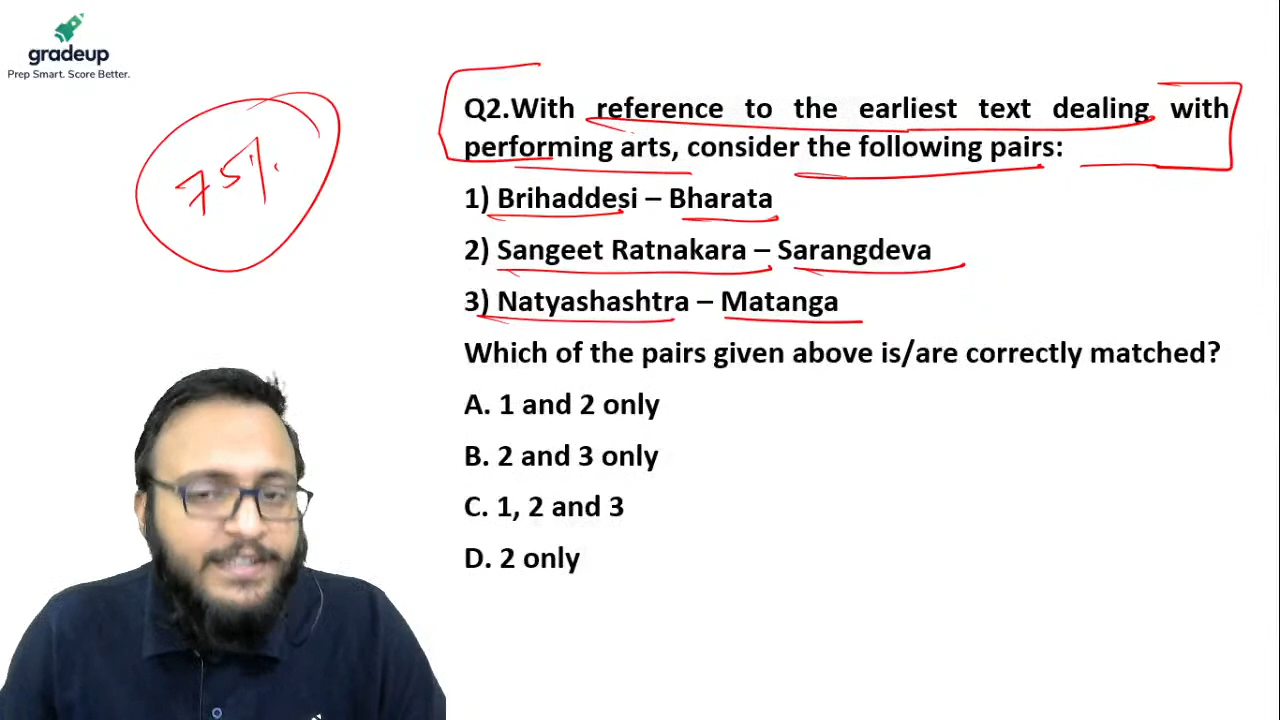 gradeup
Prep Smart. Score Better.
75%.
Q2.With reference to the earliest text dealing with
performing arts, consider the following pairs:
1) Brihaddesi – Bharata
2) Sangeet Ratnakara – Sarangdeva
3) Natyashashtra – Matanga
Which of the pairs given above is/are correctly matched?
A. 1 and 2 only
B. 2 and 3 only
C. 1, 2 and 3
D. 2 only